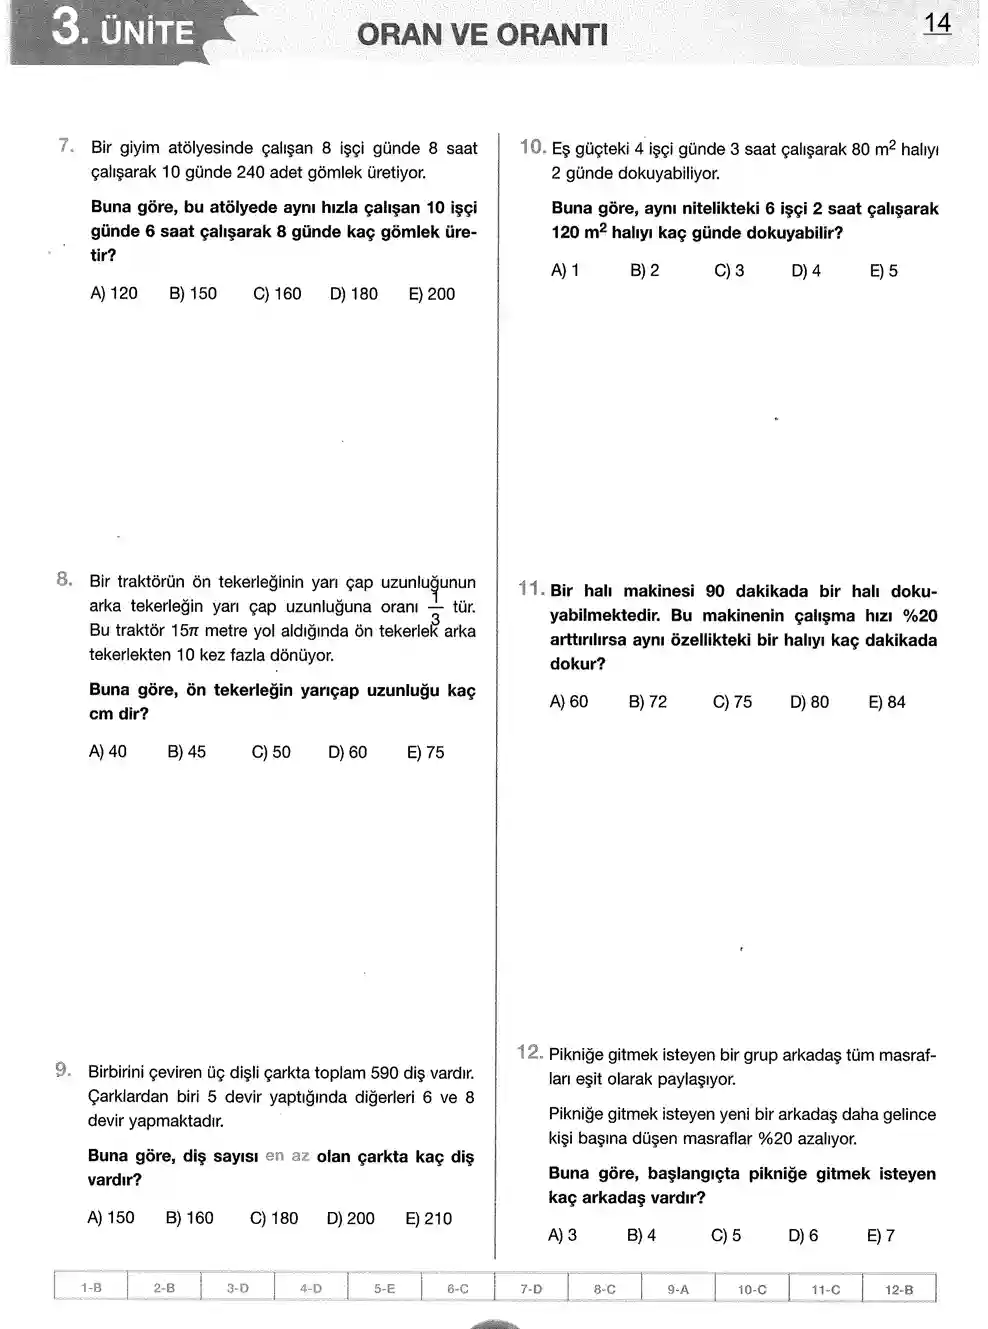 3. ÜNİTE
ORAN VE ORANTI
14
7. Bir giyim atölyesinde çalışan 8 işçi günde 8 saat
çalışarak 10 günde 240 adet gömlek üretiyor.
Buna göre, bu atölyede aynı hızla çalışan 10 işçi
günde 6 saat çalışarak 8 günde kaç gömlek üre-
tir?
A) 120 B) 150 C) 160 D) 180 E) 200
8. Bir traktörün ön tekerleğinin yarı çap uzunluğunun
arka tekerleğin yarı çap uzunluğuna oranı 1/3 tür.
Bu traktör 15π metre yol aldığında ön tekerlek arka
tekerlekten 10 kez fazla dönüyor.
Buna göre, ön tekerleğin yarıçap uzunluğu kaç
cm dir?
A) 40 B) 45 C) 50 D) 60 E) 75
9. Birbirini çeviren üç dişli çarkta toplam 590 diş vardır.
Çarklardan biri 5 devir yaptığında diğerleri 6 ve 8
devir yapmaktadır.
Buna göre, diş sayısı en az olan çarkta kaç diş
vardır?
A) 150 B) 160 C) 180 D) 200 E) 210
10. Eş güçteki 4 işçi günde 3 saat çalışarak 80 m² halıyı
2 günde dokuyabiliyor.
Buna göre, aynı nitelikteki 6 işçi 2 saat çalışarak
120 m² halıyı kaç günde dokuyabilir?
A) 1 B) 2 C) 3 D) 4 E) 5
11. Bir halı makinesi 90 dakikada bir halı doku-
yabilmektedir. Bu makinenin çalışma hızı %20
arttırılırsa aynı özellikteki bir halıyı kaç dakikada
dokur?
A) 60 B) 72 C) 75 D) 80 E) 84
12. Pikniğe gitmek isteyen bir grup arkadaş tüm masraf-
ları eşit olarak paylaşıyor.
Pikniğe gitmek isteyen yeni bir arkadaş daha gelince
kişi başına düşen masraflar %20 azalıyor.
Buna göre, başlangıçta pikniğe gitmek isteyen
kaç arkadaş vardır?
A) 3 B) 4 C) 5 D) 6 E) 7
1-B 2-B 3-D 4-D 5-E 6-C 7-D 8-C 9-A 10-C 11-C 12-B